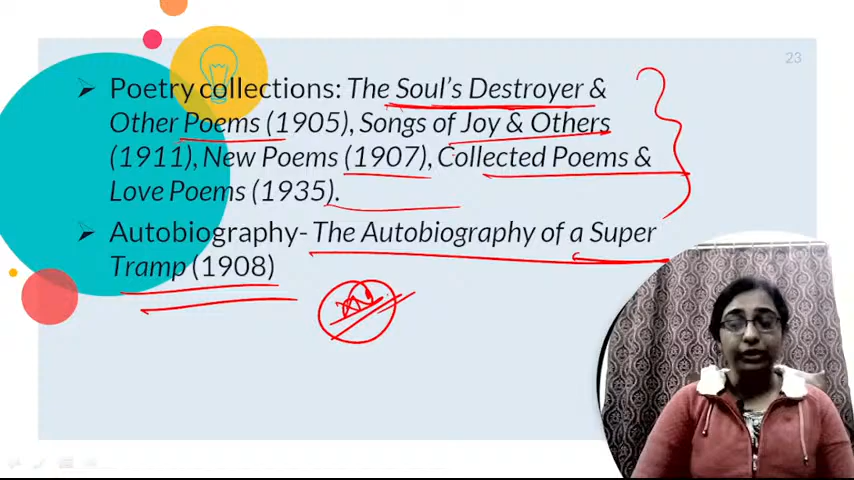 23
➢ Poetry collections: The Soul's Destroyer &
Other Poems (1905), Songs of Joy & Others
(1911), New Poems (1907), Collected Poems &
Love Poems (1935).
➢ Autobiography- The Autobiography of a Super
Tramp (1908)